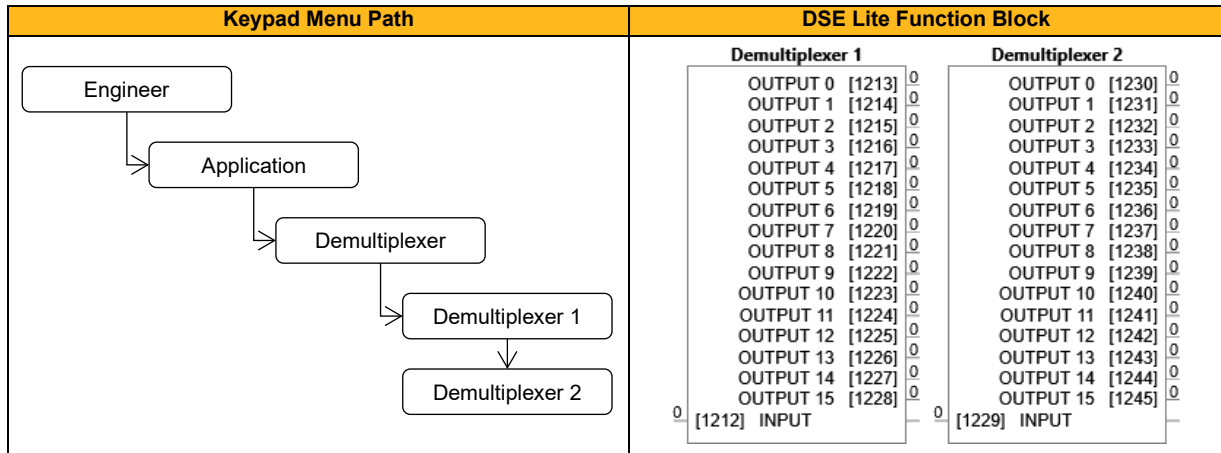 Keypad Menu Path
DSE Lite Function Block
Engineer
Application
Demultiplexer
Demultiplexer 1
Demultiplexer 2
Demultiplexer 1
OUTPUT 0 [1213] 0
OUTPUT 1 [1214] 0
OUTPUT 2 [1215] 0
OUTPUT 3 [1216] 0
OUTPUT 4 [1217] 0
OUTPUT 5 [1218] 0
OUTPUT 6 [1219] 0
OUTPUT 7 [1220] 0
OUTPUT 8 [1221] 0
OUTPUT 9 [1222] 0
OUTPUT 10 [1223] 0
OUTPUT 11 [1224] 0
OUTPUT 12 [1225] 0
OUTPUT 13 [1226] 0
OUTPUT 14 [1227] 0
OUTPUT 15 [1228] 0
0 [1212] INPUT
Demultiplexer 2
OUTPUT 0 [1230] 0
OUTPUT 1 [1231] 0
OUTPUT 2 [1232] 0
OUTPUT 3 [1233] 0
OUTPUT 4 [1234] 0
OUTPUT 5 [1235] 0
OUTPUT 6 [1236] 0
OUTPUT 7 [1237] 0
OUTPUT 8 [1238] 0
OUTPUT 9 [1239] 0
OUTPUT 10 [1240] 0
OUTPUT 11 [1241] 0
OUTPUT 12 [1242] 0
OUTPUT 13 [1243] 0
OUTPUT 14 [1244] 0
OUTPUT 15 [1245] 0
0 [1229] INPUT